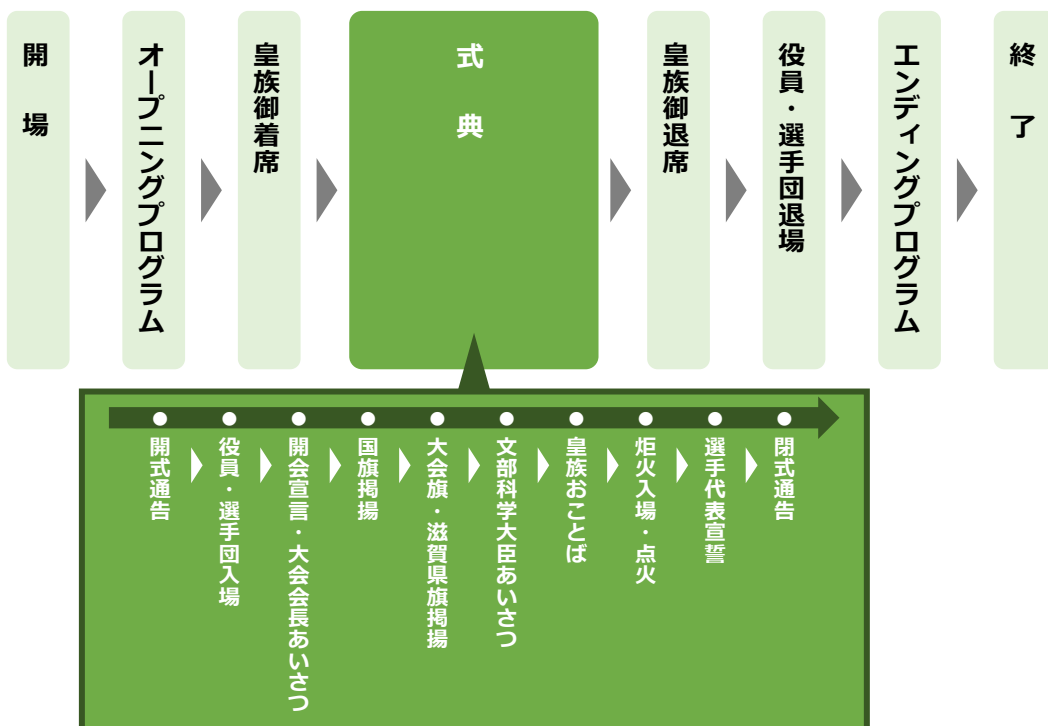 開場
オープニングプログラム
皇族御着席
式典
皇族御退席
役員・選手団退場
エンディングプログラム
終了
開式通告
役員・選手団入場
開会宣言・大会会長あいさつ
国旗掲揚
大会旗・滋賀県旗掲揚
文部科学大臣あいさつ
皇族おことば
炬火入場・点火
選手代表宣誓
閉式通告